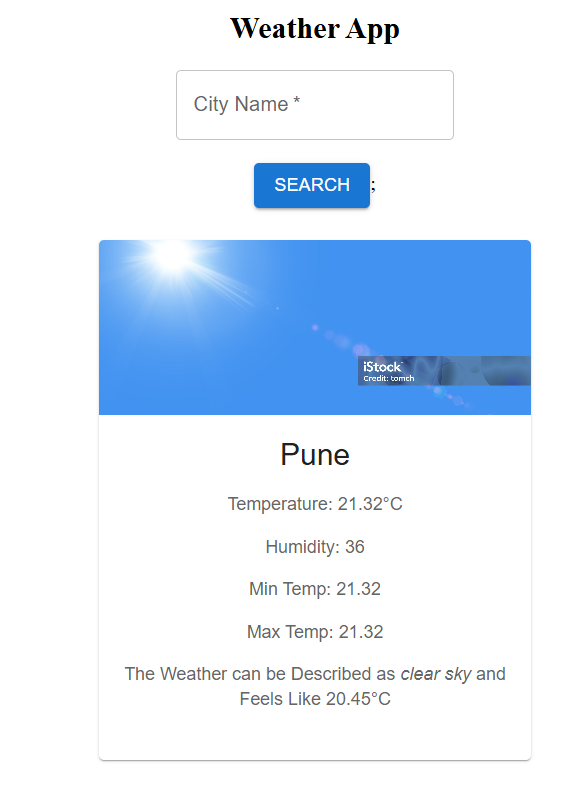 Weather App
City Name *
SEARCH ;
iStock
Credit: tomch
Pune
Temperature: 21.32°C
Humidity: 36
Min Temp: 21.32
Max Temp: 21.32
The Weather can be Described as clear sky and
Feels Like 20.45°C